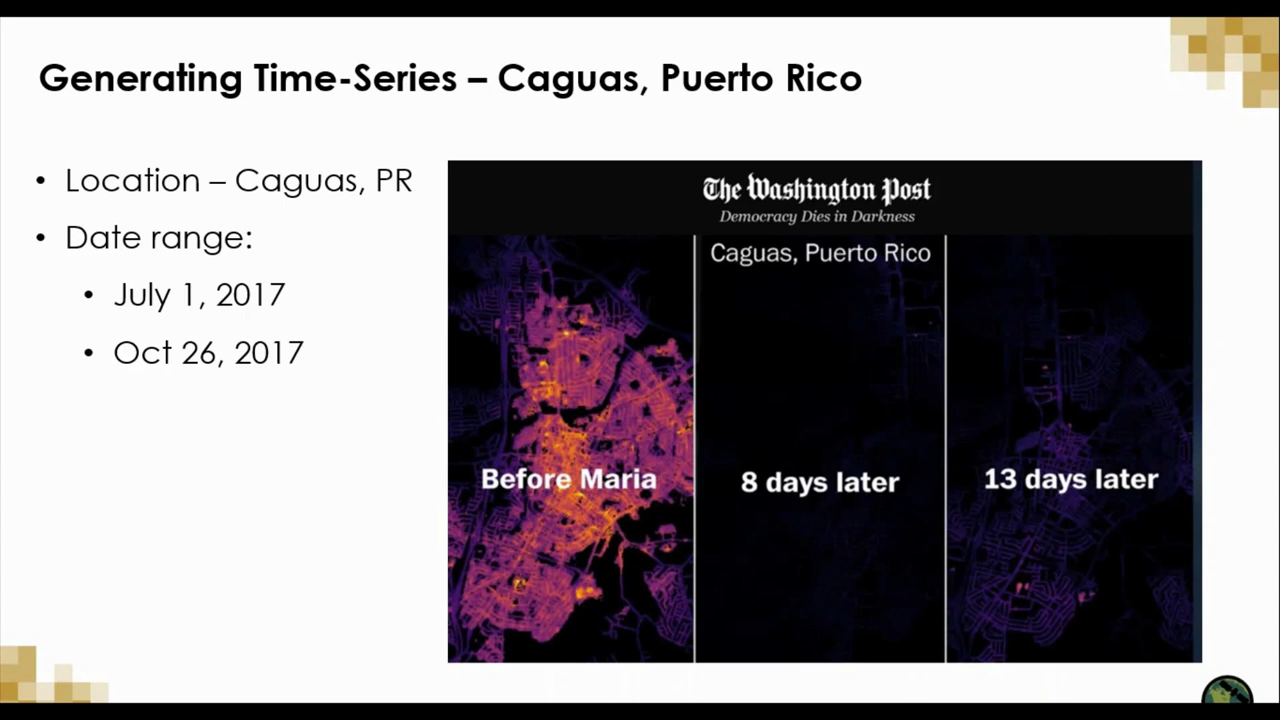 Generating Time-Series – Caguas, Puerto Rico
• Location – Caguas, PR
• Date range:
• July 1, 2017
• Oct 26, 2017
The Washington Post
Democracy Dies in Darkness
Caguas, Puerto Rico
Before Maria
8 days later
13 days later